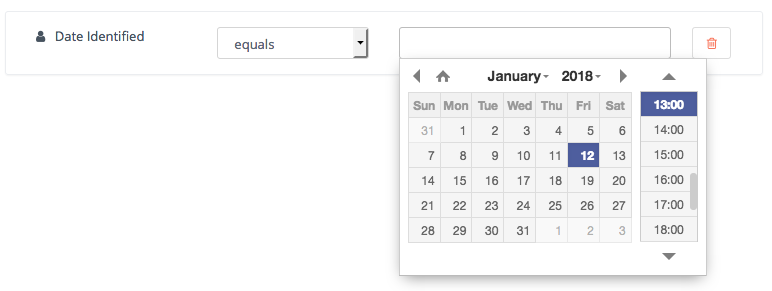 Date Identified equals
January 2018
Sun Mon Tue Wed Thu Fri Sat
31 1 2 3 4 5 6
7 8 9 10 11 12 13
14 15 16 17 18 19 20
21 22 23 24 25 26 27
28 29 30 31 1 2 3
13:00
14:00
15:00
16:00
17:00
18:00